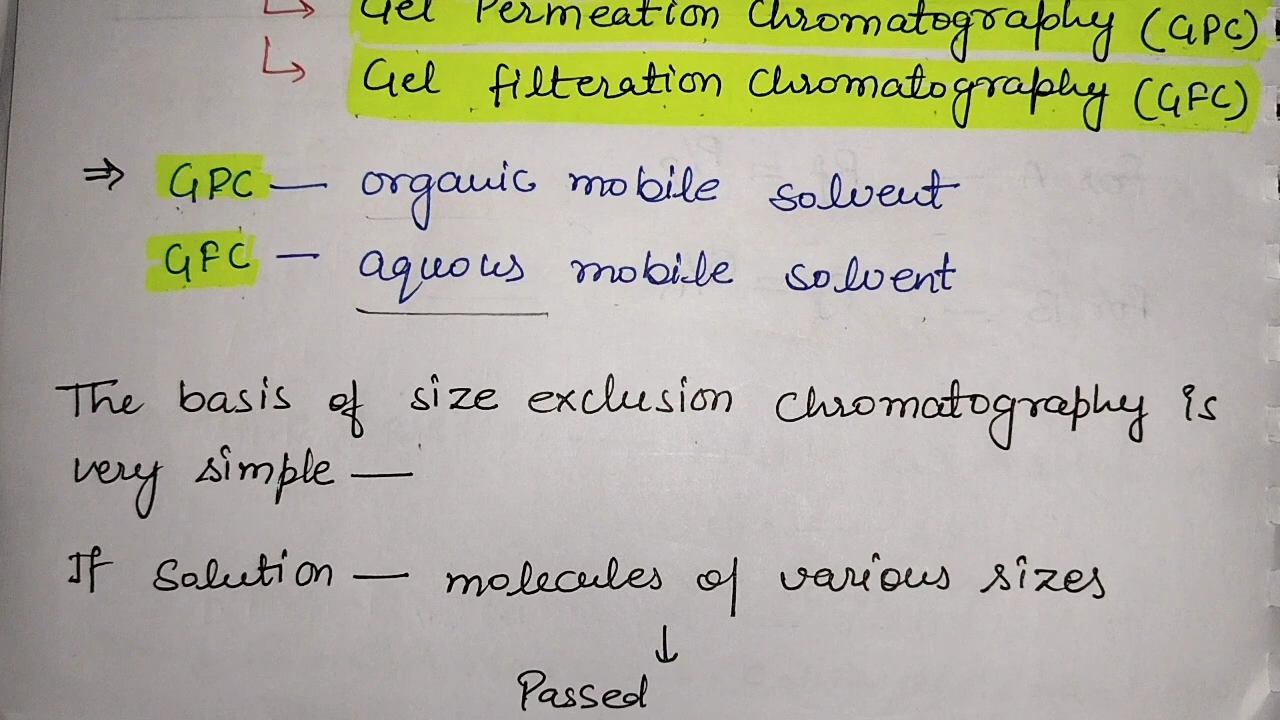 ↳ Gel Permeation Chromatography (GPC)
↳ Gel filteration Chromatography (GFC)
⇒ GPC — organic mobile solvent
GFC — aquous mobile solvent
The basis of size exclusion chromatography is
very simple —
If solution — molecules of various sizes
↓
Passed